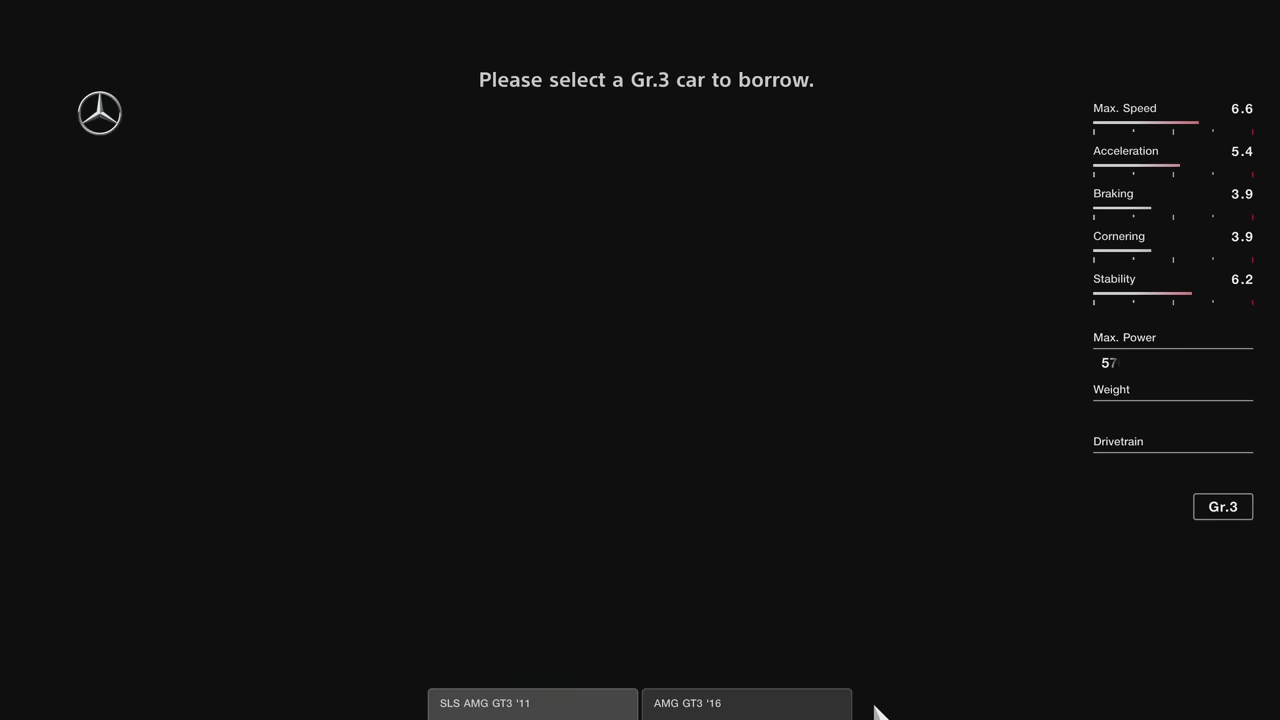 Please select a Gr.3 car to borrow.
Max. Speed 6.6
Acceleration 5.4
Braking 3.9
Cornering 3.9
Stability 6.2
Max. Power
57
Weight
Drivetrain
Gr.3
SLS AMG GT3 '11
AMG GT3 '16